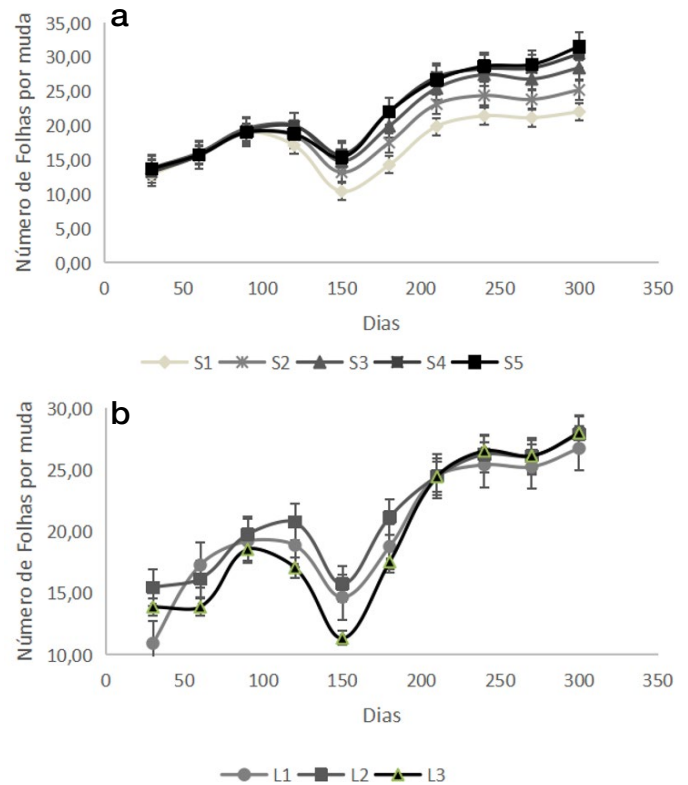 a
Número de Folhas por muda
35,00
30,00
25,00
20,00
15,00
10,00
5,00
0,00
0 50 100 150 200 250 300 350
Dias
S1 S2 S3 S4 S5
b
Número de Folhas por muda
30,00
25,00
20,00
15,00
10,00
0 50 100 150 200 250 300 350
Dias
L1 L2 L3